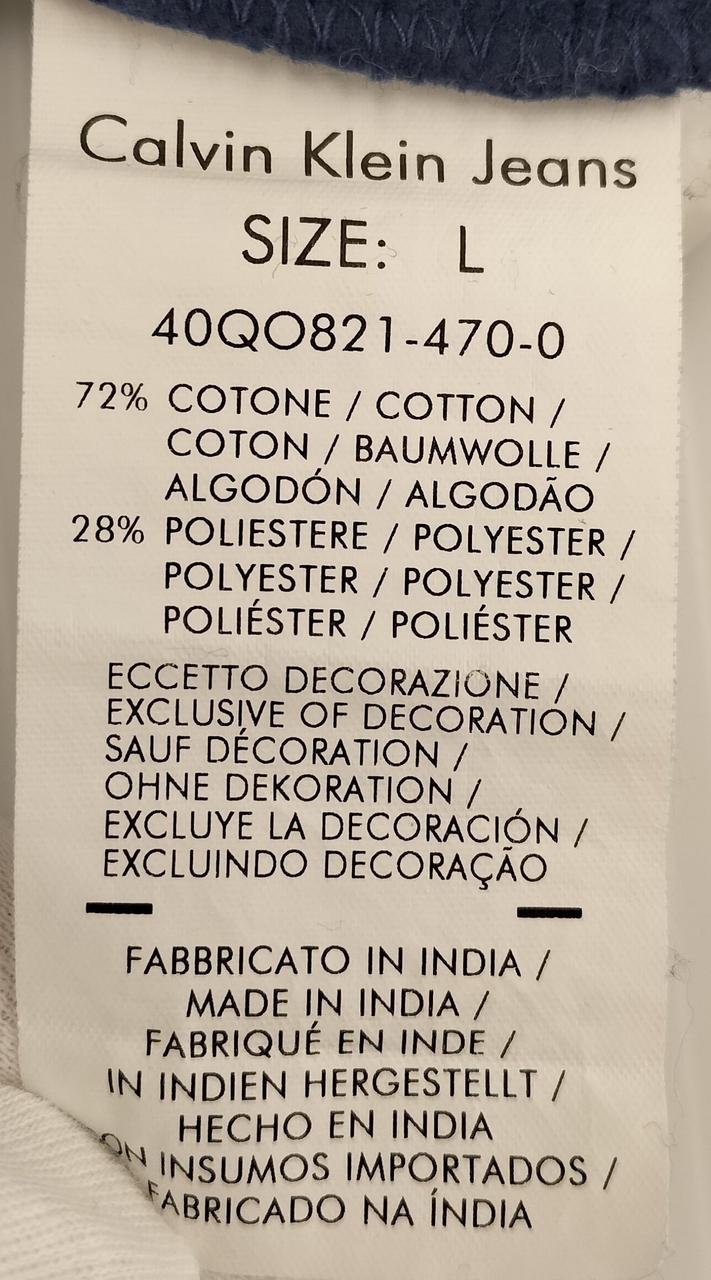 Calvin Klein Jeans
SIZE: L
40QO821-470-0
72% COTONE / COTTON /
COTON / BAUMWOLLE /
ALGODÓN / ALGODÃO
28% POLIESTERE / POLYESTER /
POLYESTER / POLYESTER /
POLIÉSTER / POLIÉSTER
ECCETTO DECORAZIONE /
EXCLUSIVE OF DECORATION /
SAUF DÉCORATION /
OHNE DEKORATION /
EXCLUYE LA DECORACIÓN /
EXCLUINDO DECORAÇÃO
FABBRICATO IN INDIA /
MADE IN INDIA /
FABRIQUÉ EN INDE /
IN INDIEN HERGESTELLT /
HECHO EN INDIA
INSUMOS IMPORTADOS /
FABRICADO NA ÍNDIA